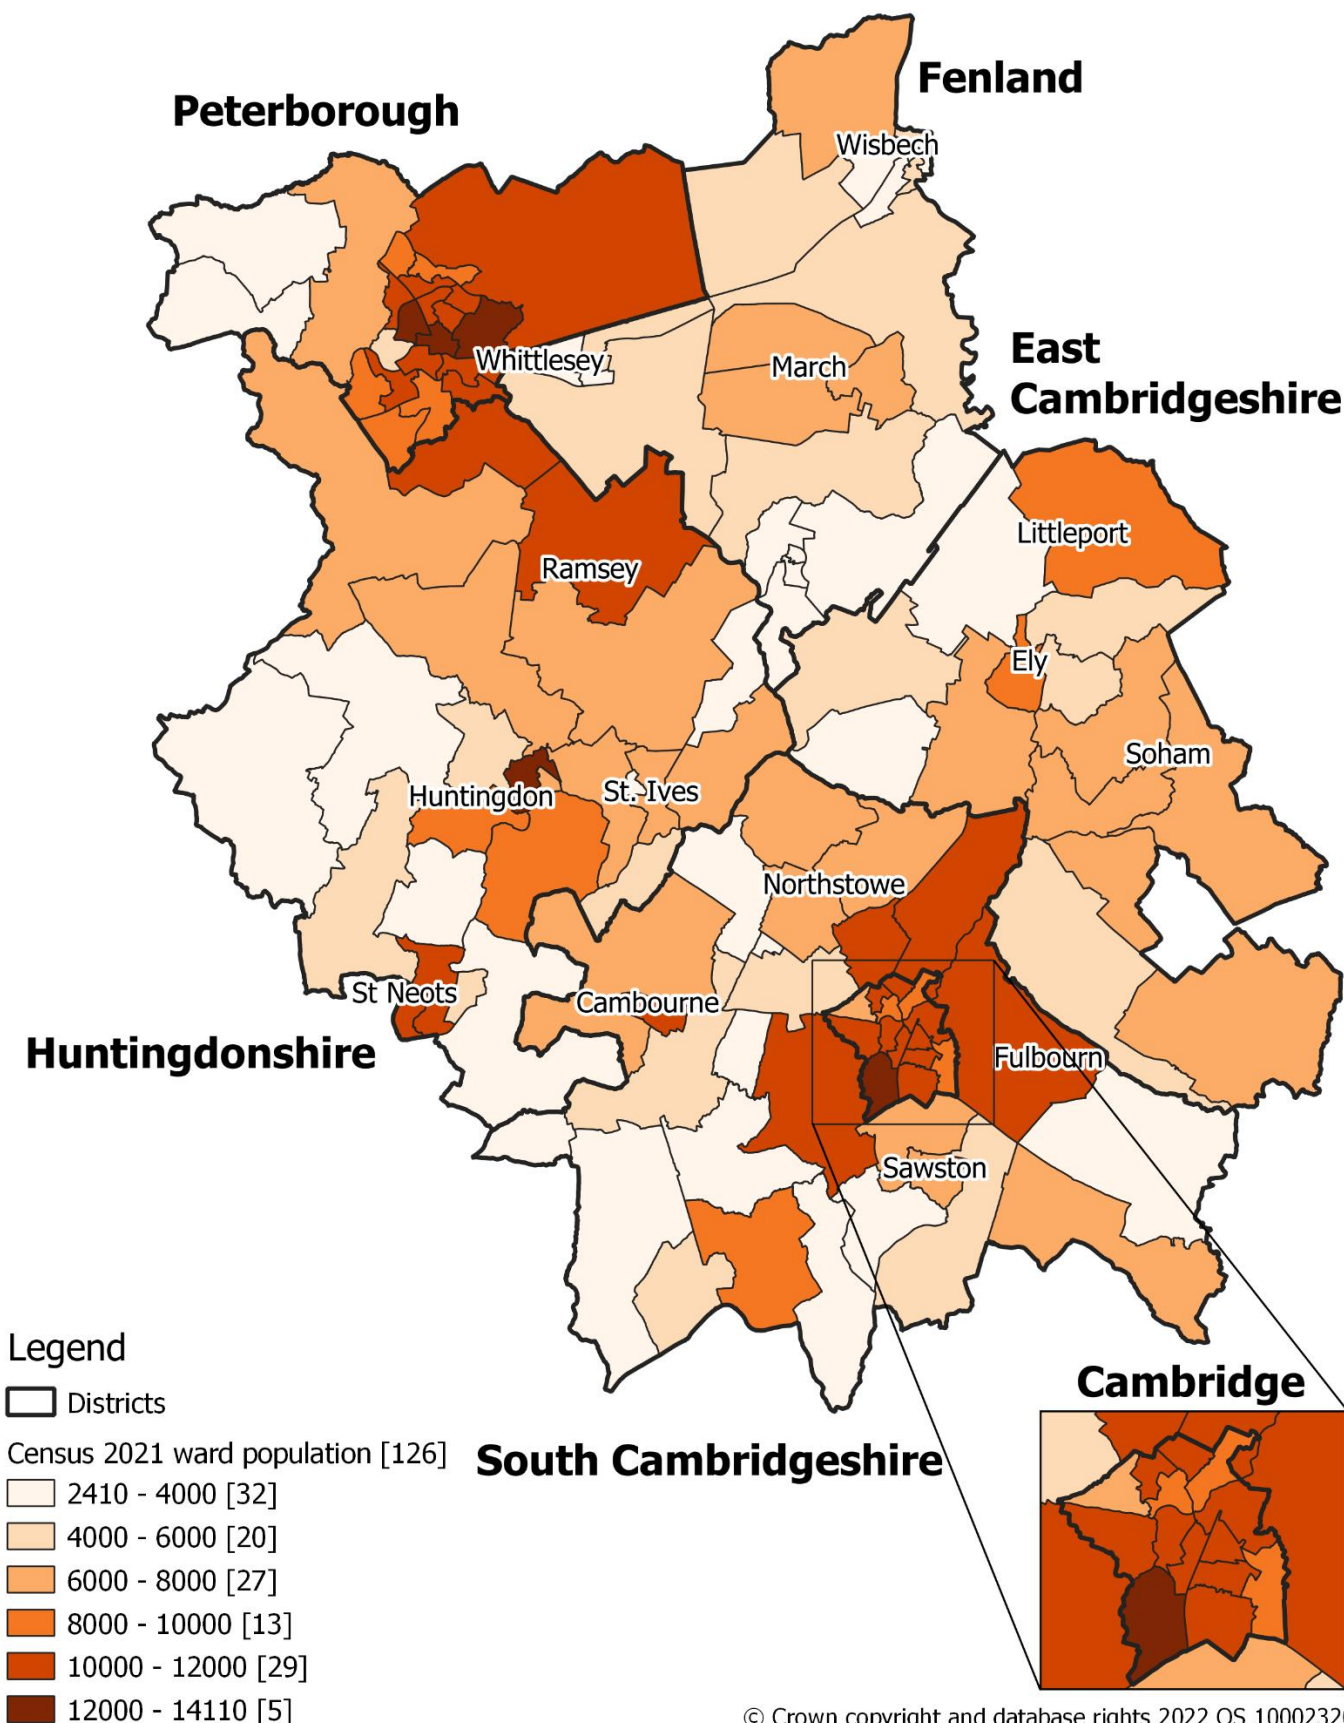 Fenland
Peterborough
Wisbech
East
Cambridgeshire
Whittlesey
March
Littleport
Ramsey
Ely
Soham
Huntingdon
St. Ives
Northstowe
St Neots
Cambourne
Huntingdonshire
Fulbourn
Sawston
Legend
Districts
Cambridge
Census 2021 ward population [126]
South Cambridgeshire
2410 - 4000 [32]
4000 - 6000 [20]
6000 - 8000 [27]
8000 - 10000 [13]
10000 - 12000 [29]
12000 - 14110 [5]
© Crown copyright and database rights 2022 OS